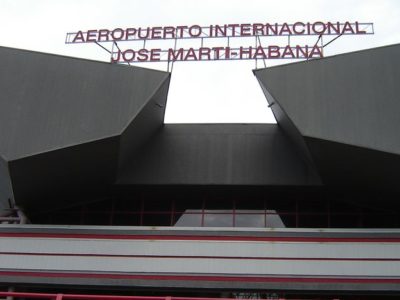 AEROPUERTO INTERNACIONAL
JOSE MARTI-HABANA